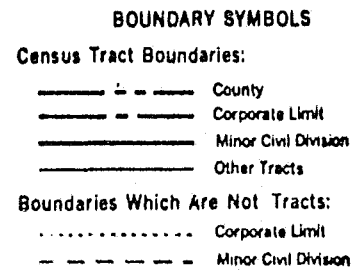 BOUNDARY SYMBOLS
Census Tract Boundaries:
County
Corporate Limit
Minor Civil Division
Other Tracts
Boundaries Which Are Not Tracts:
Corporate Limit
Minor Civil Division